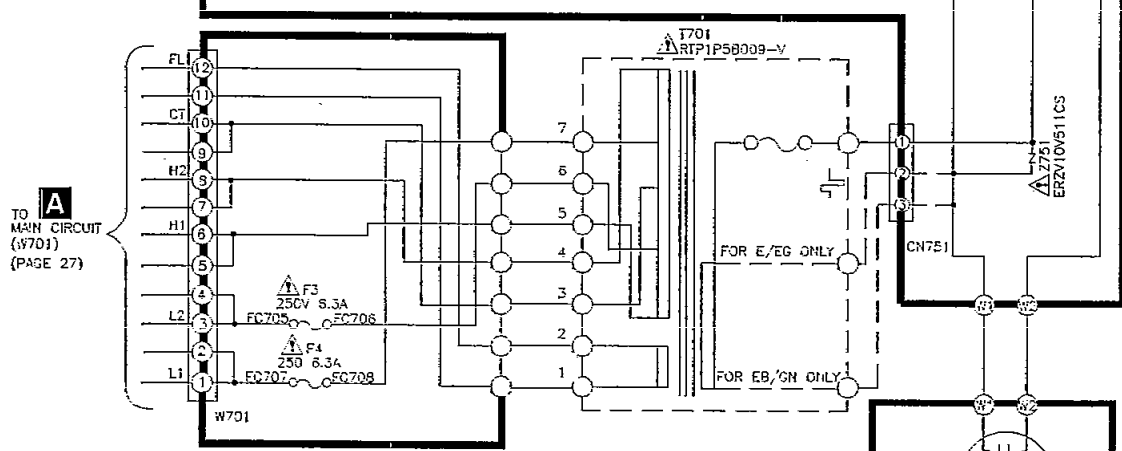 T701
RTP1P5B009-V
FL
12
11
CT
10
9
H2
8
7
H1
6
5
4
L2
3
2
L1
1
W701
TO A
MAIN CIRCUIT
(W701)
(PAGE 27)
F3
250V 6.3A
FC705
FC706
F4
250 6.3A
FC707
FC708
7
6
5
4
3
2
1
FOR E/EG ONLY
FOR EB/GN ONLY
1
2
3
CN751
Z
Z751
ERZV10V511CS
W1
W2
W1
W2